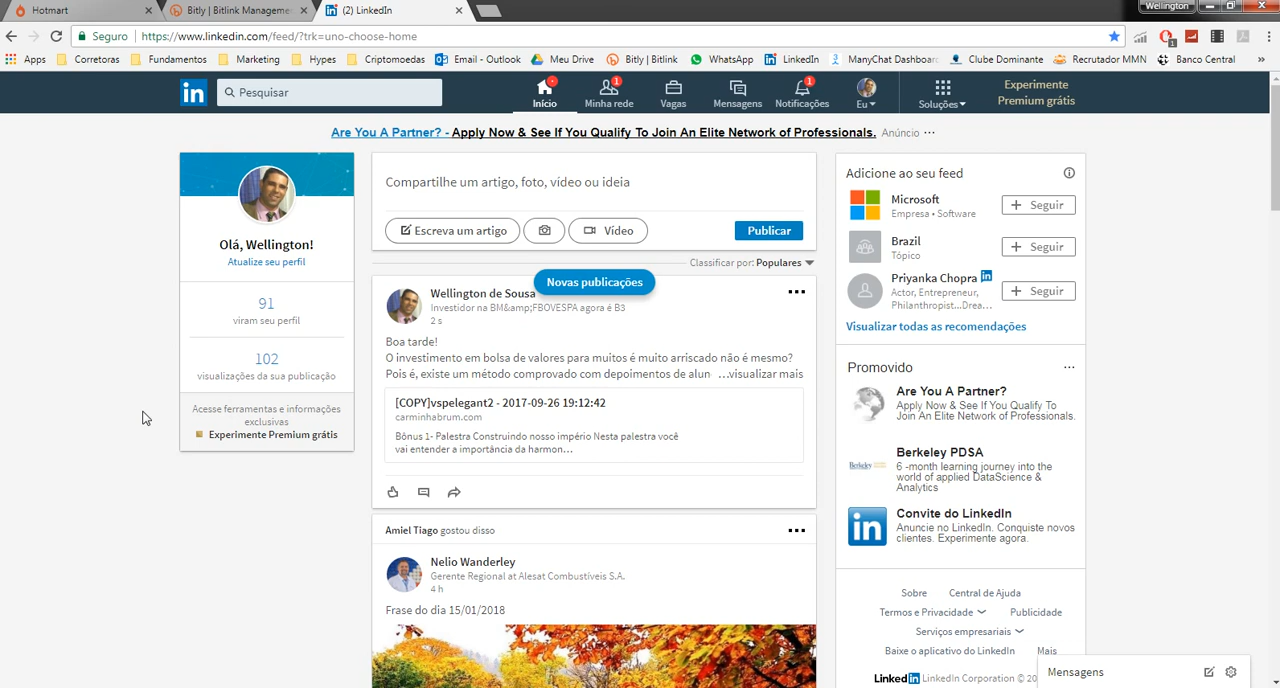 Hotmart
Bitly | Bitlink Manageme
(2) LinkedIn
Wellington
Seguro
https://www.linkedin.com/feed/?trk=uno-choose-home
Apps
Corretoras
Fundamentos
Marketing
Hypes
Criptomoedas
Email - Outlook
Meu Drive
Bitly | Bitlink
WhatsApp
LinkedIn
ManyChat Dashboard
Clube Dominante
Recrutador MMN
Banco Central
»
in
Pesquisar
Início
1
Minha rede
Vagas
Mensagens
1
Notificações
Eu
Soluções
Experimente
Premium grátis
Are You A Partner? - Apply Now & See If You Qualify To Join An Elite Network of Professionals. Anúncio ···
Olá, Wellington!
Atualize seu perfil
91
viram seu perfil
102
visualizações da sua publicação
Acesse ferramentas e informações
exclusivas
Experimente Premium grátis
Compartilhe um artigo, foto, vídeo ou ideia
Escreva um artigo
Vídeo
Publicar
Classificar por: Populares
Novas publicações
Wellington de Sousa
Investidor na BM&amp;FBOVESPA agora é B3
2 s
Boa tarde!
O investimento em bolsa de valores para muitos é muito arriscado não é mesmo?
Pois é, existe um método comprovado com depoimentos de alun ...visualizar mais
[COPY]vspelegant2 - 2017-09-26 19:12:42
carminhabrum.com
Bônus 1- Palestra Construindo nosso império Nesta palestra você
vai entender a importância da harmon...
Amiel Tiago gostou disso
Nelio Wanderley
Gerente Regional at Alesat Combustíveis S.A.
4 h
Frase do dia 15/01/2018
Adicione ao seu feed
Microsoft
Empresa • Software
+ Seguir
Brazil
Tópico
+ Seguir
Priyanka Chopra in
Actor, Entrepreneur,
Philanthropist...Drea...
+ Seguir
Visualizar todas as recomendações
Promovido
Are You A Partner?
Apply Now & See If You Qualify To
Join An Elite Network of Professionals.
Berkeley
Berkeley PDSA
6 -month learning journey into the
world of applied DataScience &
Analytics
in
Convite do LinkedIn
Anuncie no LinkedIn. Conquiste novos
clientes. Experimente agora.
Sobre
Central de Ajuda
Termos e Privacidade
Publicidade
Serviços empresariais
Baixe o aplicativo do LinkedIn
Mais
Linked in LinkedIn Corporation © 20
Mensagens